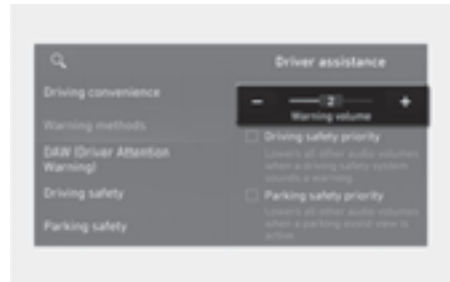 Driver assistance
Driving convenience
Warning methods
DAW (Driver Attention
Warning)
Driving safety
Parking safety
− 2 +
Warning volume
Driving safety priority
Lowers all other audio volumes
when a driving safety system
sounds a warning.
Parking safety priority
Lowers all other audio volumes
when a parking assist view is
active.